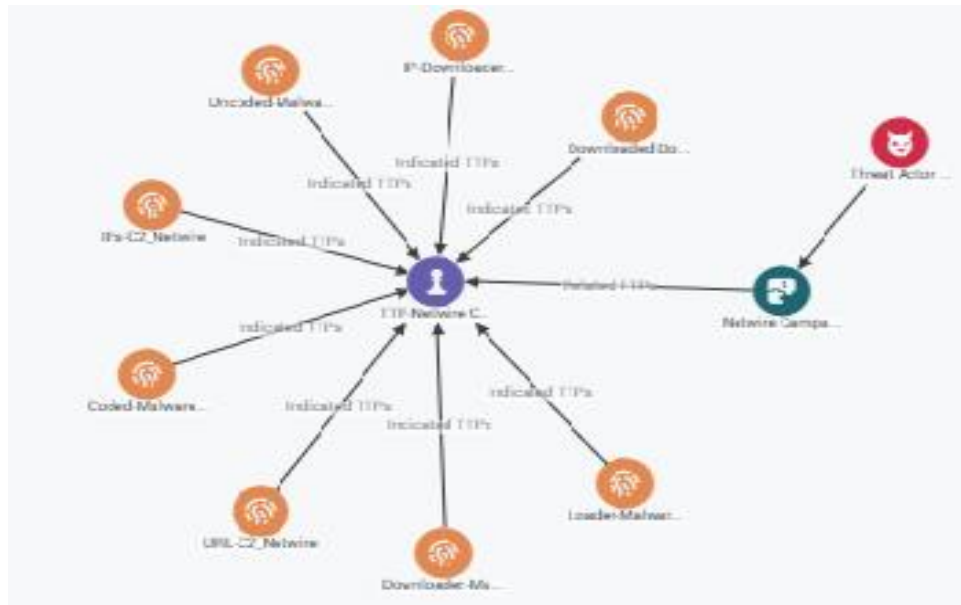 IP-Downloader...
Uncoded-Malwa...
Downloaded-Do...
Threat Actor ...
Indicated TTPs
Indicated TTPs
Indicated TTPs
IPs-C2_Netwire
Indicated TTPs
Related TTPs
TTP-Netwire C...
Netwire Campa...
Indicated TTPs
Coded-Malware...
Indicated TTPs
Indicated TTPs
Indicated TTPs
URL-C2_Netwire
Loader-Malwar...
Downloader-Ma...